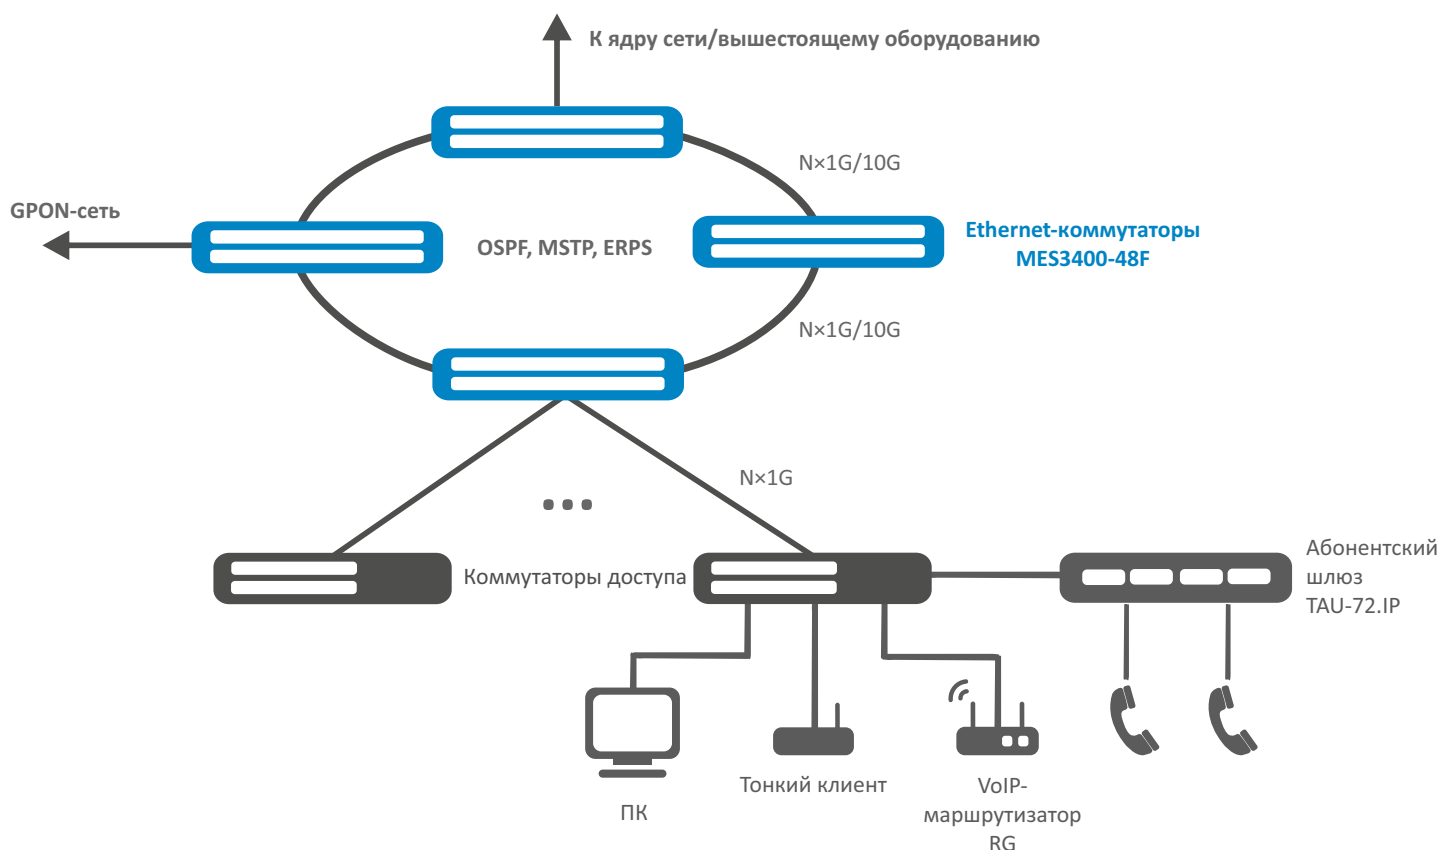 К ядру сети/вышестоящему оборудованию
N×1G/10G
GPON-сеть
OSPF, MSTP, ERPS
Ethernet-коммутаторы
MES3400-48F
N×1G/10G
N×1G
Коммутаторы доступа
Абонентский
шлюз
TAU-72.IP
ПК
Тонкий клиент
VoIP-
маршрутизатор
RG